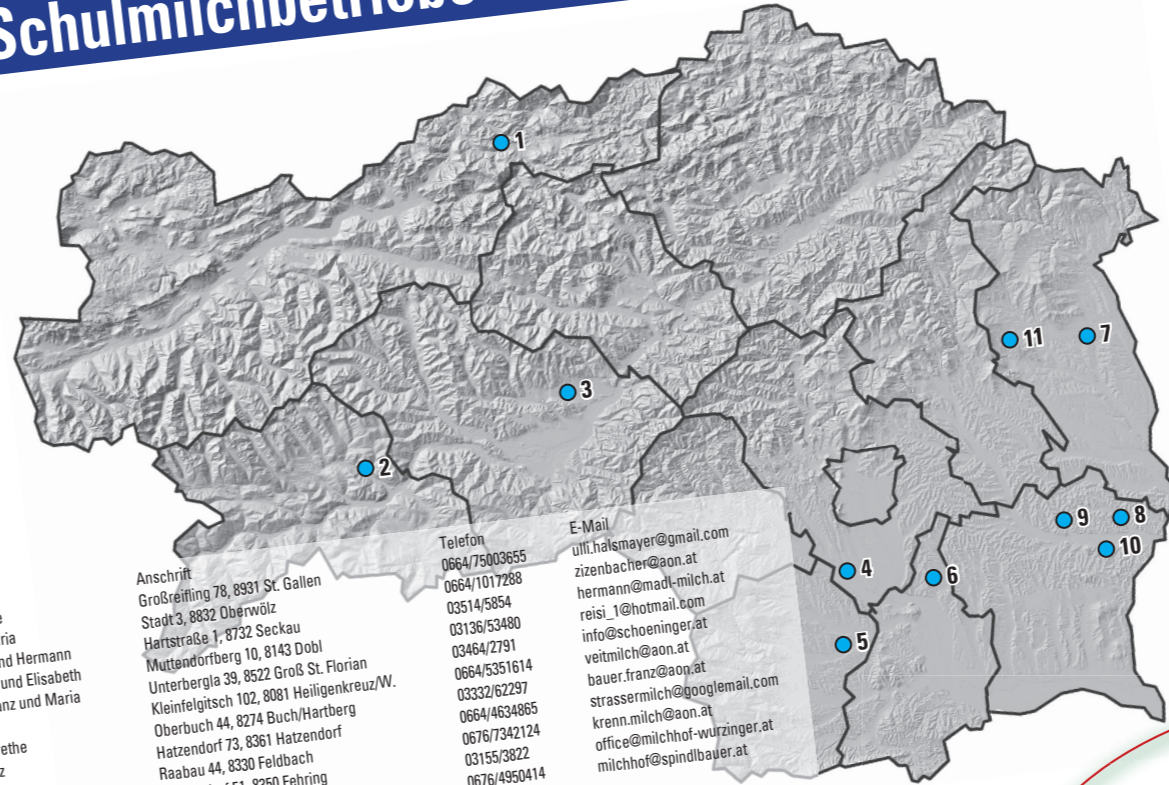 Schulmilchbetriebe
1
11
7
3
2
9
8
10
4
6
5
Anschrift
Großreifling 78, 8931 St. Gallen
Stadt 3, 8832 Oberwölz
Hartstraße 1, 8732 Seckau
Muttendorfberg 10, 8143 Dobl
Unterbergla 39, 8522 Groß St. Florian
Kleinfelgitsch 102, 8081 Heiligenkreuz/W.
Oberbuch 44, 8274 Buch/Hartberg
Hatzendorf 73, 8361 Hatzendorf
Raabau 44, 8330 Feldbach
51, 8350 Fehring
Telefon
0664/75003655
0664/1017288
03514/5854
03136/53480
03464/2791
0664/5351614
03332/62297
0664/4634865
0676/7342124
03155/3822
0676/4950414
E-Mail
ulli.halsmayer@gmail.com
zizenbacher@aon.at
hermann@madl-milch.at
reisi_1@hotmail.com
info@schoeninger.at
veitmilch@aon.at
bauer.franz@aon.at
strassermilch@googlemail.com
krenn.milch@aon.at
office@milchhof-wurzinger.at
milchhof@spindlbauer.at
nd Hermann
und Elisabeth
nz und Maria